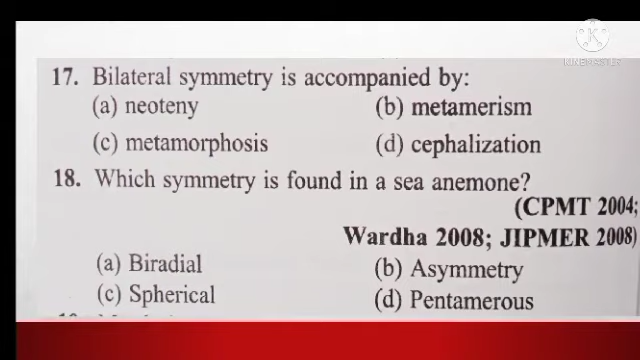 K
KINEMASTER
17. Bilateral symmetry is accompanied by:
(a) neoteny (b) metamerism
(c) metamorphosis (d) cephalization
18. Which symmetry is found in a sea anemone?
(CPMT 2004;
Wardha 2008; JIPMER 2008)
(a) Biradial (b) Asymmetry
(c) Spherical (d) Pentamerous